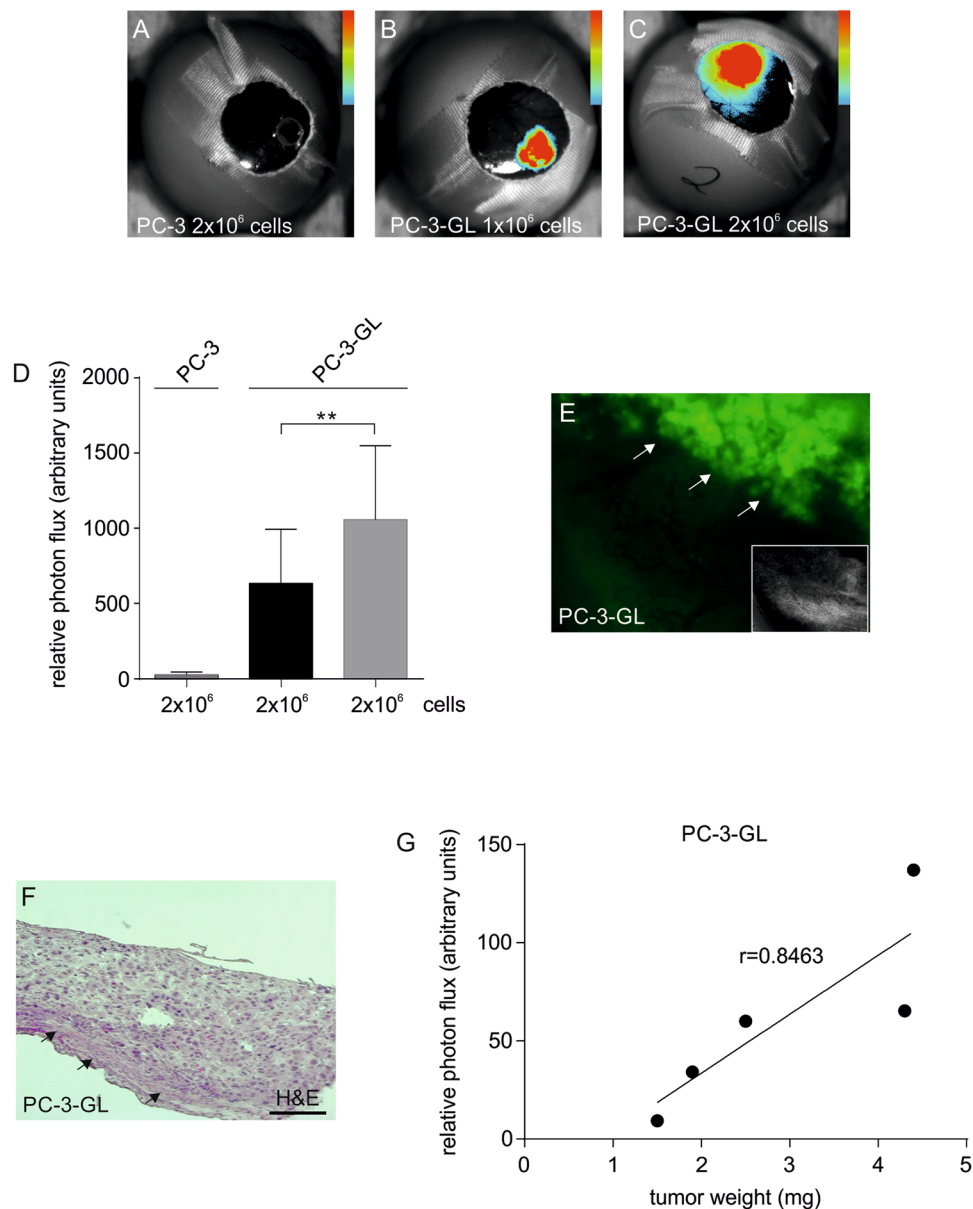 A
B
C
PC-3 2x10⁶ cells
PC-3-GL 1x10⁶ cells
PC-3-GL 2x10⁶ cells
2
D
PC-3
PC-3-GL
relative photon flux (arbitrary units)
2000
1500
1000
500
0
**
2x10⁶
2x10⁶
2x10⁶
cells
E
PC-3-GL
F
PC-3-GL
H&E
G
PC-3-GL
relative photon flux (arbitrary units)
150
100
50
0
r=0.8463
0
1
2
3
4
5
tumor weight (mg)